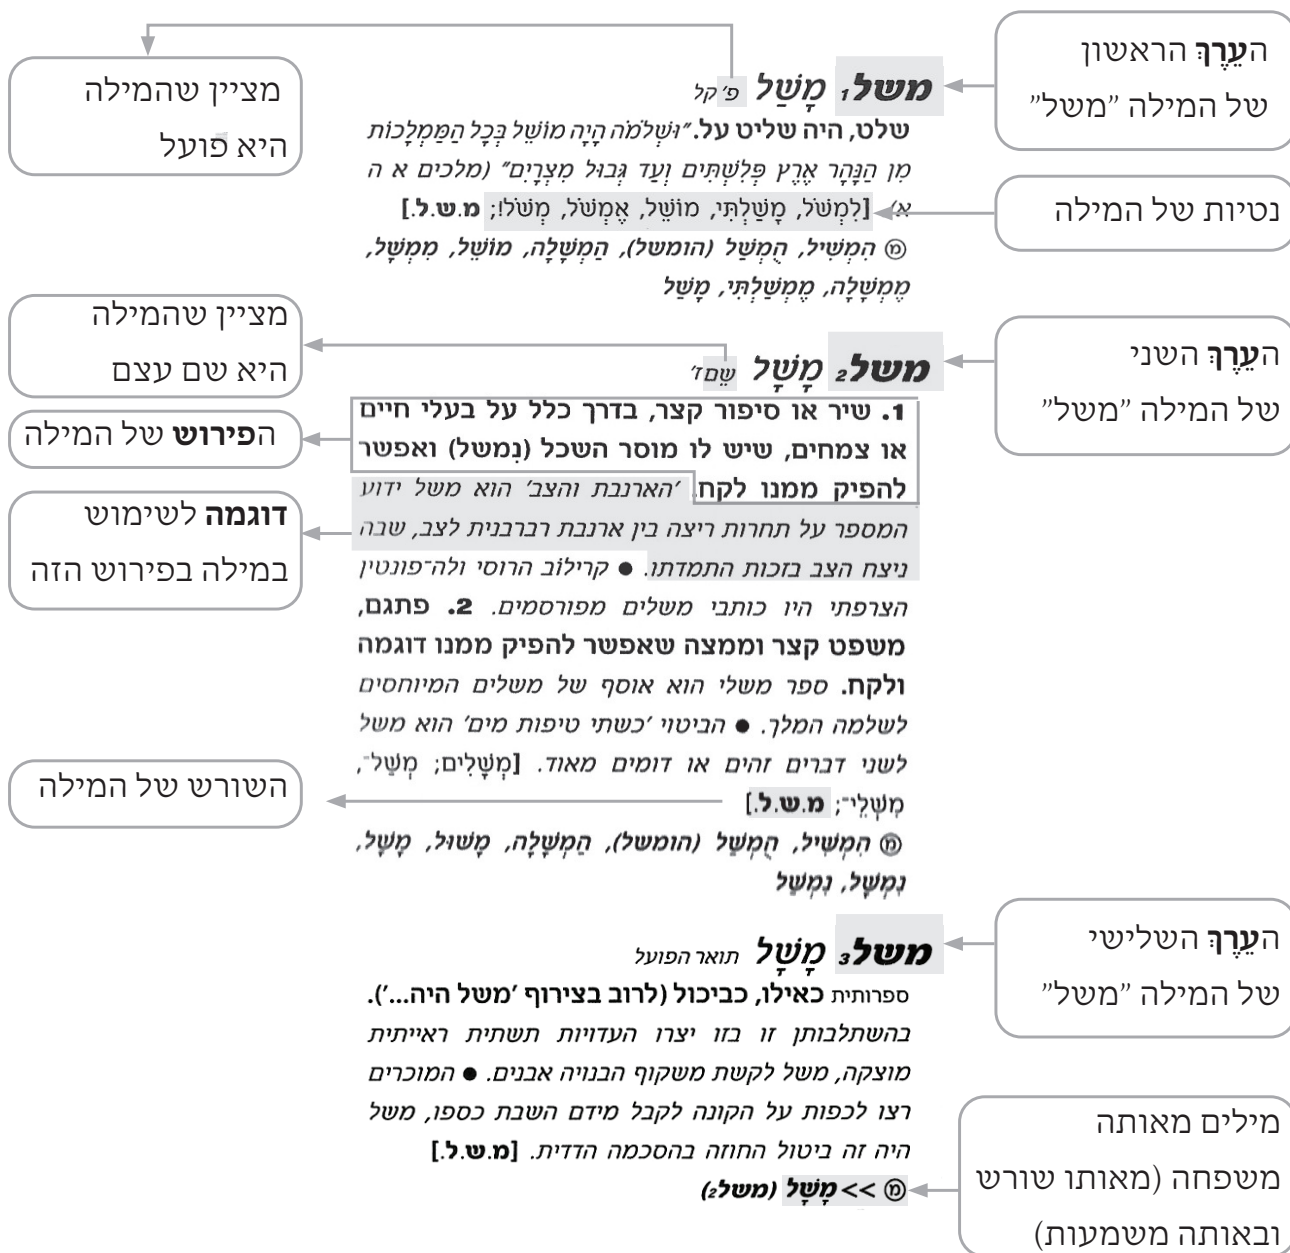 הָעֵרֶךְ הראשון
של המילה "משל"
מציין שהמילה
היא פועל
משל1 מָשַׁל פ' קל
שלט, היה שליט על. "וּשְׁלֹמֹה הָיָה מוֹשֵׁל בְּכָל הַמַּמְלָכוֹת
מִן הַנָּהָר אֶרֶץ פְּלִשְׁתִּים וְעַד גְּבוּל מִצְרָיִם" (מלכים א ה
א) [לִמְשֹׁל, מָשַׁלְתִּי, מוֹשֵׁל, אֶמְשֹׁל, מְשֹׁל!; מ.ש.ל.]
נטיות של המילה
㊄ הִמְשִׁיל, הֻמְשַׁל (הומשל), הַמְשָׁלָה, מוֹשֵׁל, מִמְשָׁל,
מֶמְשָׁלָה, מֶמְשַׁלְתִּי, מָשַׁל
מציין שהמילה
היא שם עצם
הָעֵרֶךְ השני
של המילה "משל"
משל2 מָשָׁל שֵׁם ז'
1. שיר או סיפור קצר, בדרך כלל על בעלי חיים
או צמחים, שיש לו מוסר השכל (נִמשל) ואפשר
להפיק ממנו לקח. 'הארנבת והצב' הוא משל ידוע
הפירוש של המילה
המספר על תחרות ריצה בין ארנבת רברבנית לצב, שבה
ניצח הצב בזכות התמדתו. ● קרילוֹב הרוסי ולה־פונטין
דוגמה לשימוש
במילה בפירוש הזה
הצרפתי היו כותבי משלים מפורסמים. 2. פתגם,
משפט קצר וממצה שאפשר להפיק ממנו דוגמה
ולקח. ספר משלי הוא אוסף של משלים המיוחסים
לשלמה המלך. ● הביטוי 'כשתי טיפות מים' הוא משל
לשני דברים זהים או דומים מאוד. [מְשָׁלִים; מְשַׁל־,
מִשְׁלֵי־; מ.ש.ל.]
השורש של המילה
㊄ הִמְשִׁיל, הֻמְשַׁל (הומשל), הַמְשָׁלָה, מָשׁוּל, מָשָׁל,
נִמְשָׁל, נִמְשַׁל
הָעֵרֶךְ השלישי
של המילה "משל"
משל3 מָשָׁל תואר הפועל
ספרותית כאילו, כביכול (לרוב בצירוף 'משל היה...').
בהשתלבותן זו בזו יצרו העדויות תשתית ראייתית
מוצקה, משל לקשת משקוף הבנויה אבנים. ● המוכרים
רצו לכפות על הקונה לקבל מידם השבת כספו, משל
היה זה ביטול החוזה בהסכמה הדדית. [מ.ש.ל.]
㊄ >> מָשָׁל (משל2)
מילים מאותה
משפחה (מאותו שורש
ובאותה משמעות)